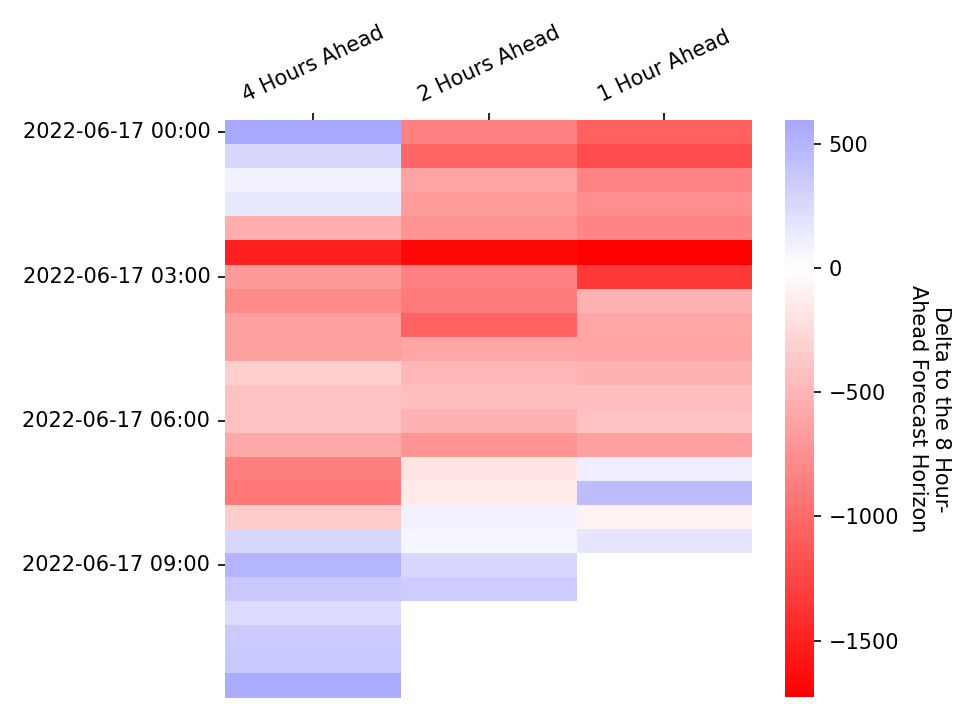 4 Hours Ahead
2 Hours Ahead
1 Hour Ahead
2022-06-17 00:00
2022-06-17 03:00
2022-06-17 06:00
2022-06-17 09:00
500
0
−500
−1000
−1500
Delta to the 8 Hour-
Ahead Forecast Horizon